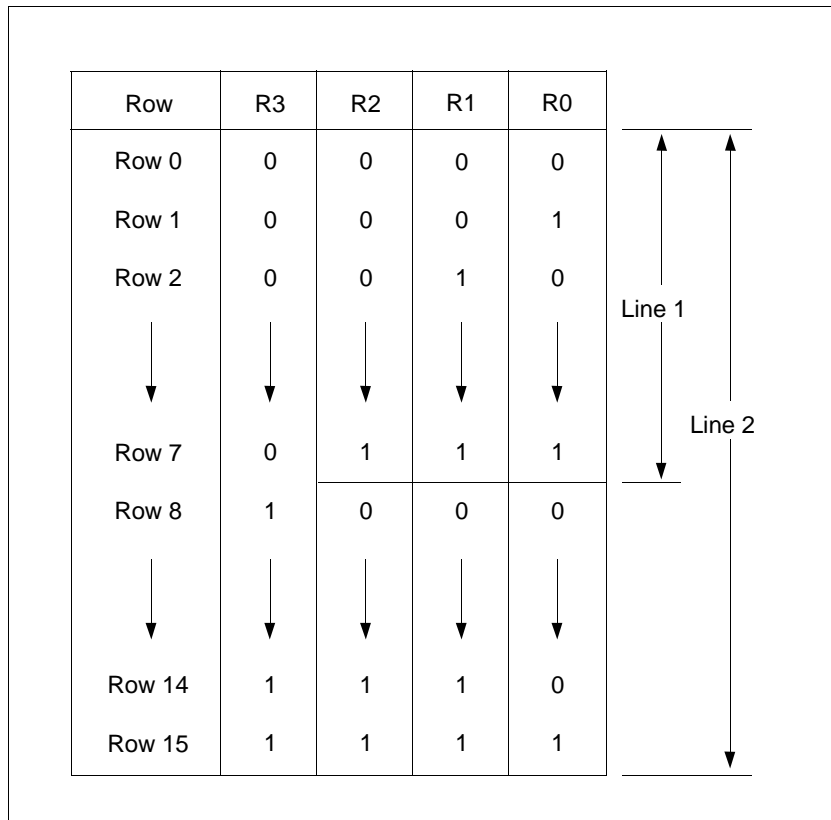 Row R3 R2 R1 R0
Row 0 0 0 0 0
Row 1 0 0 0 1
Row 2 0 0 1 0
Line 1
Line 2
Row 7 0 1 1 1
Row 8 1 0 0 0
Row 14 1 1 1 0
Row 15 1 1 1 1